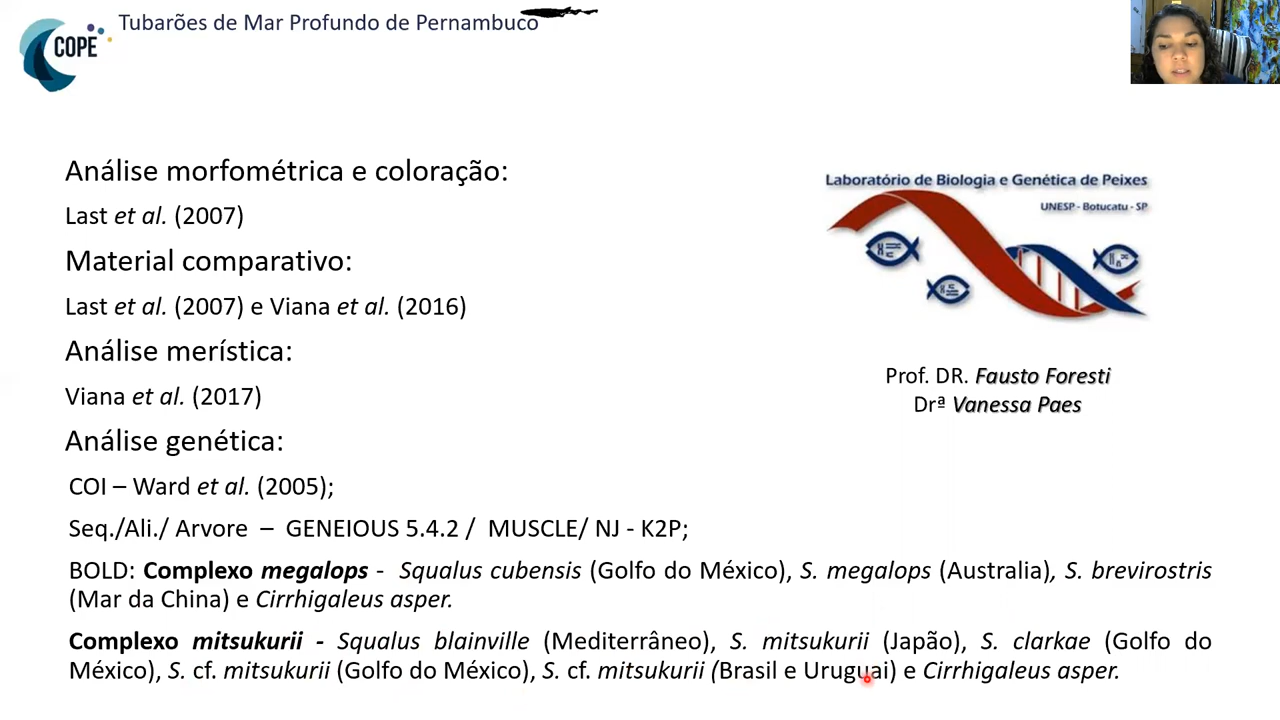 Tubarões de Mar Profundo de Pernambuco
COPE
Análise morfométrica e coloração:
Last et al. (2007)
Material comparativo:
Last et al. (2007) e Viana et al. (2016)
Análise merística:
Viana et al. (2017)
Análise genética:
COI – Ward et al. (2005);
Seq./Ali./ Arvore – GENEIOUS 5.4.2 / MUSCLE/ NJ - K2P;
BOLD: Complexo megalops - Squalus cubensis (Golfo do México), S. megalops (Australia), S. brevirostris
(Mar da China) e Cirrhigaleus asper.
Complexo mitsukurii - Squalus blainville (Mediterrâneo), S. mitsukurii (Japão), S. clarkae (Golfo do
México), S. cf. mitsukurii (Golfo do México), S. cf. mitsukurii (Brasil e Uruguai) e Cirrhigaleus asper.
Laboratório de Biologia e Genética de Peixes
UNESP - Botucatu - SP
Prof. DR. Fausto Foresti
Drª Vanessa Paes